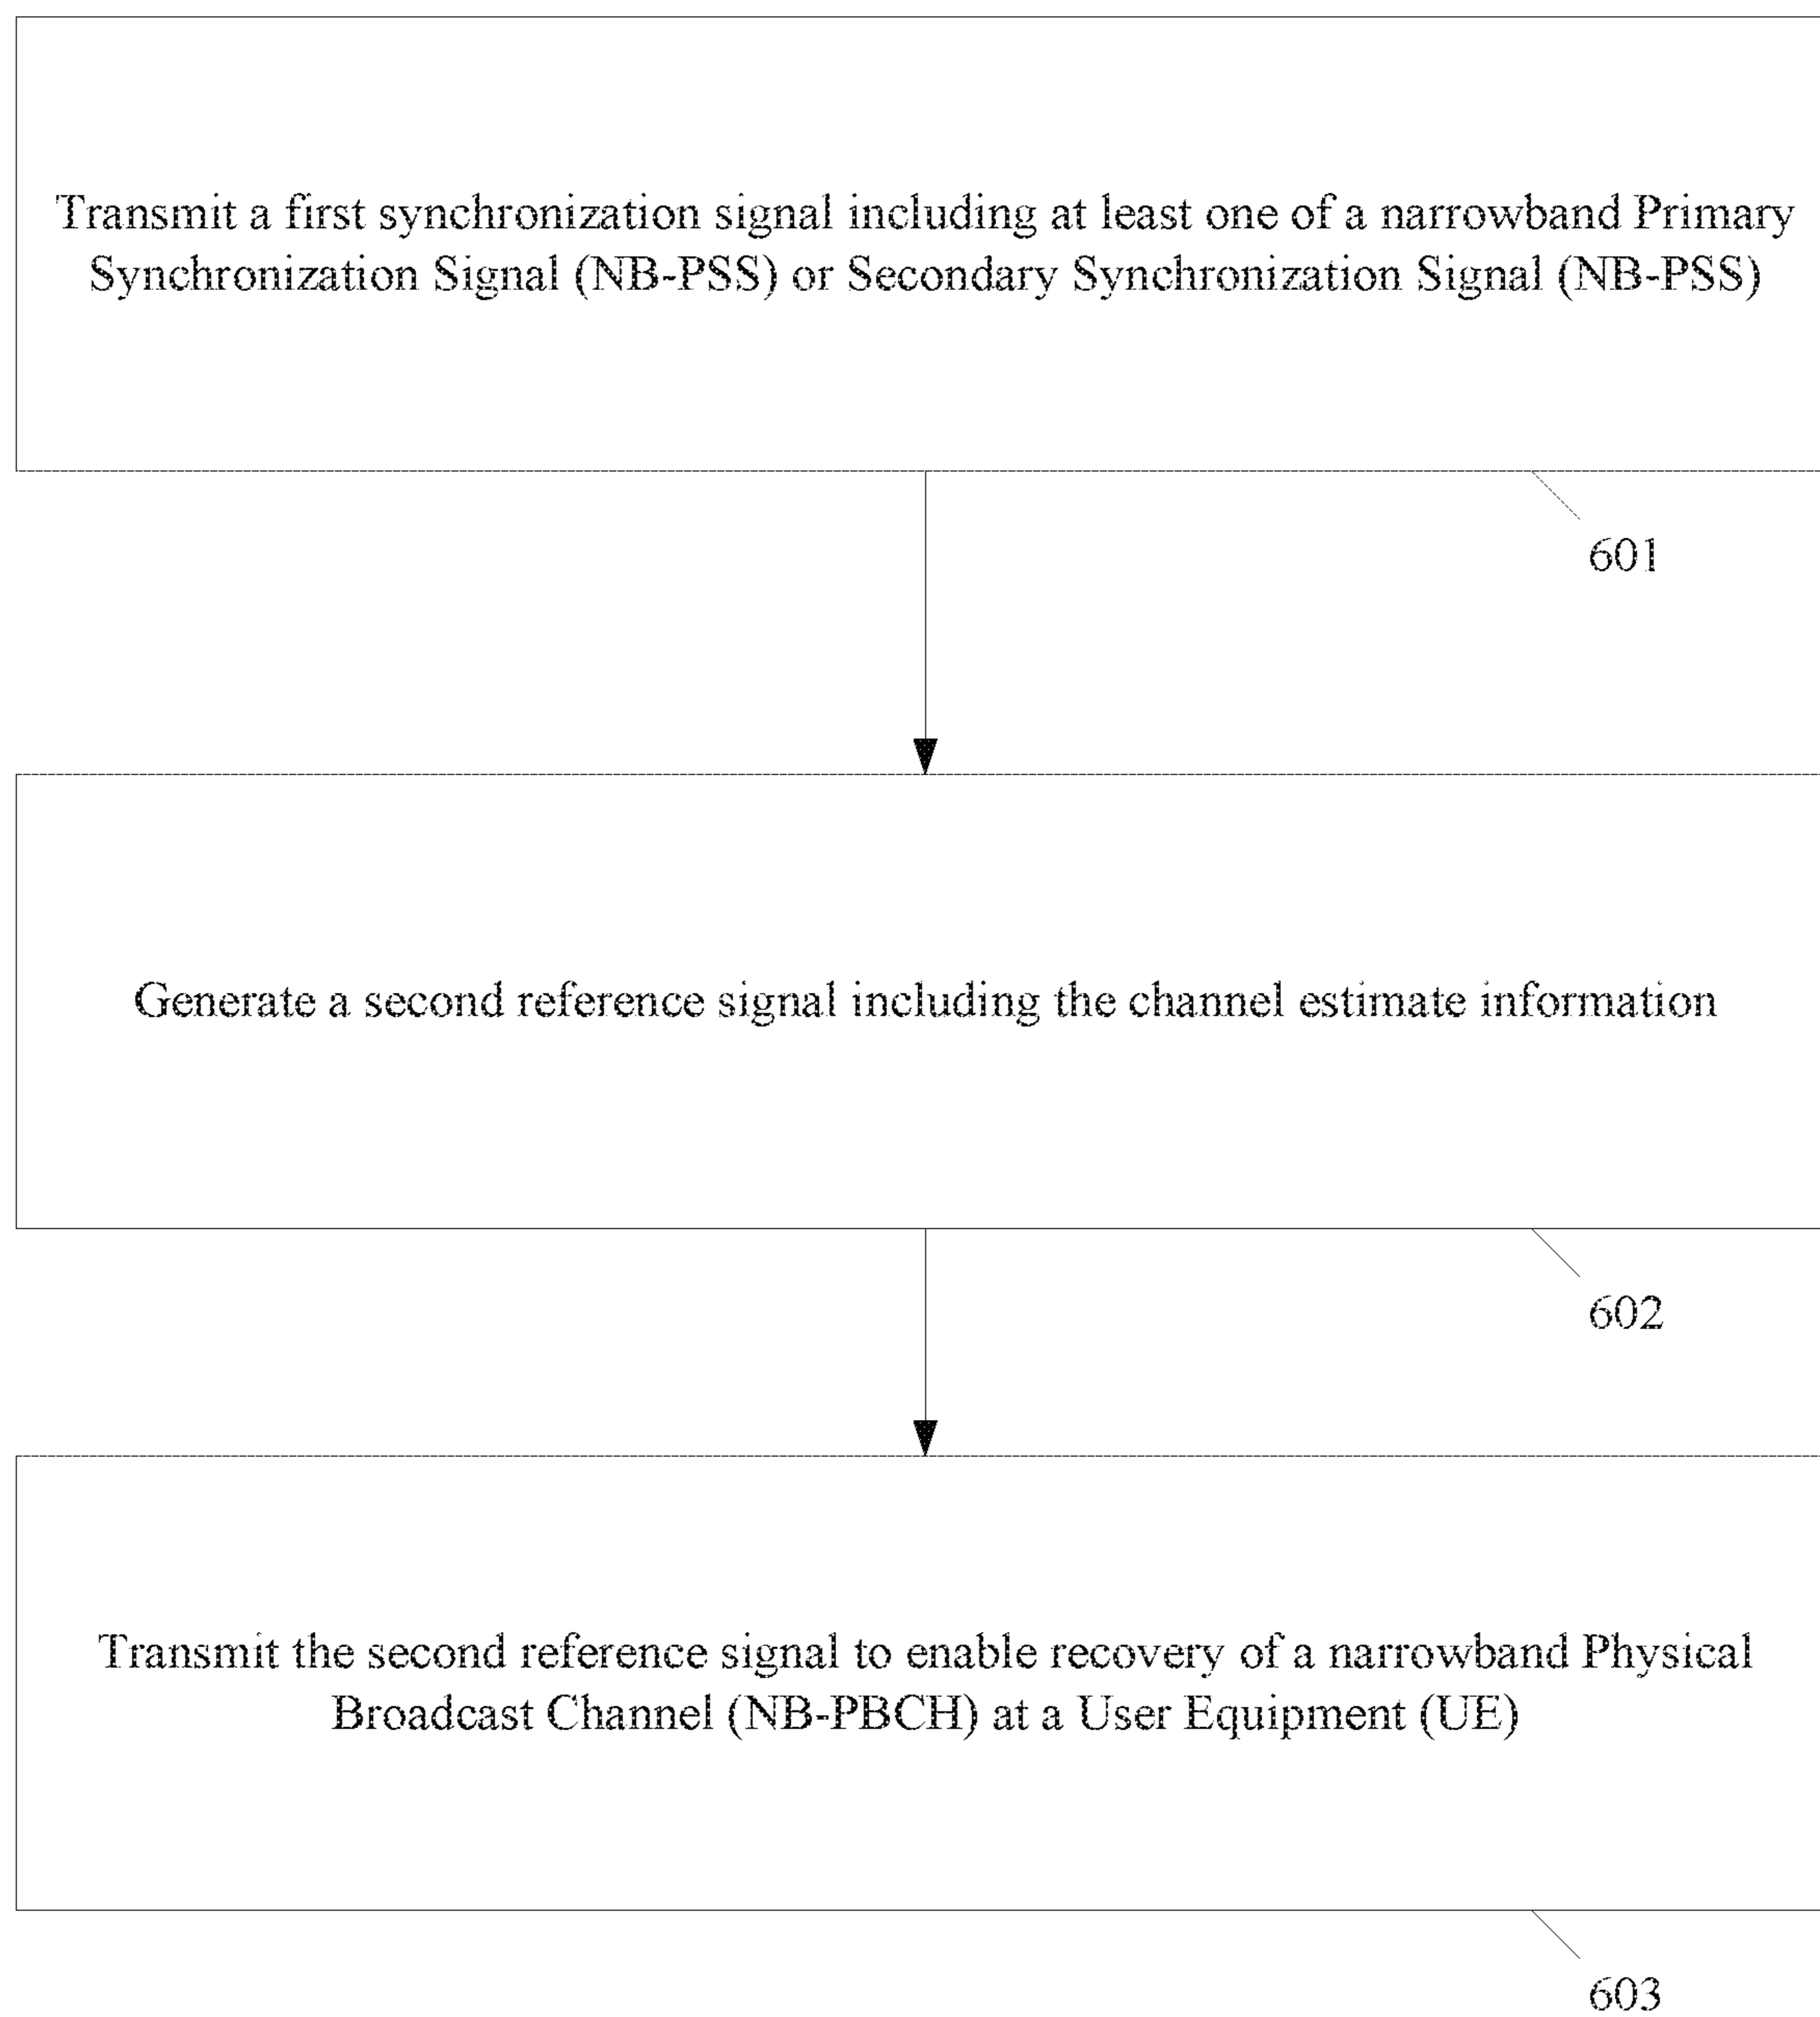 Transmit a first synchronization signal including at least one of a narrowband Primary
Synchronization Signal (NB-PSS) or Secondary Synchronization Signal (NB-PSS)
601
Generate a second reference signal including the channel estimate information
602
Transmit the second reference signal to enable recovery of a narrowband Physical
Broadcast Channel (NB-PBCH) at a User Equipment (UE)
603